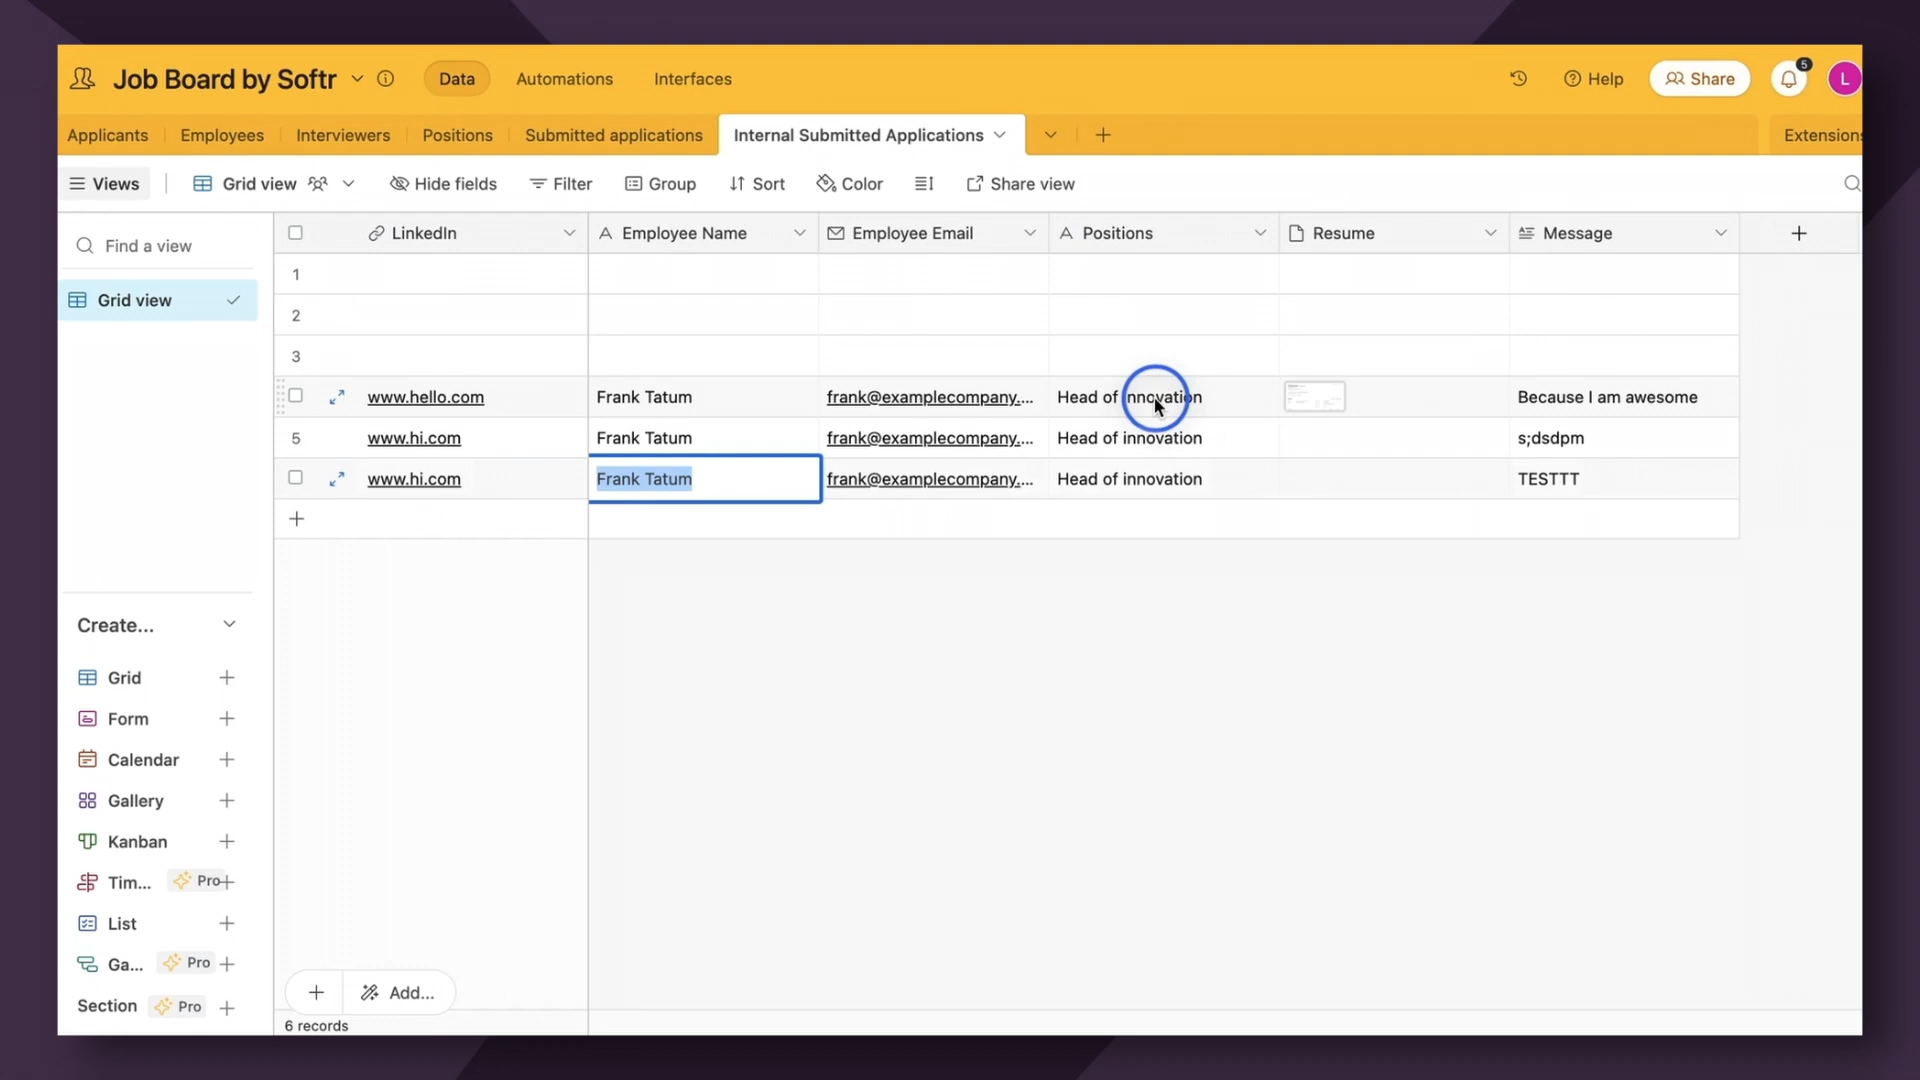 Job Board by Softr
Data
Automations
Interfaces
Help
Share
5
L
Applicants
Employees
Interviewers
Positions
Submitted applications
Internal Submitted Applications
Extensions
Views
Grid view
Hide fields
Filter
Group
Sort
Color
Share view
Find a view
Grid view
LinkedIn
Employee Name
Employee Email
Positions
Resume
Message
1
2
3
www.hello.com
Frank Tatum
frank@examplecompany....
Head of innovation
Because I am awesome
5
www.hi.com
Frank Tatum
frank@examplecompany....
Head of innovation
s;dsdpm
www.hi.com
Frank Tatum
frank@examplecompany....
Head of innovation
TESTTT
Create...
Grid
Form
Calendar
Gallery
Kanban
Tim... Pro
List
Ga... Pro
Section Pro
Add...
6 records